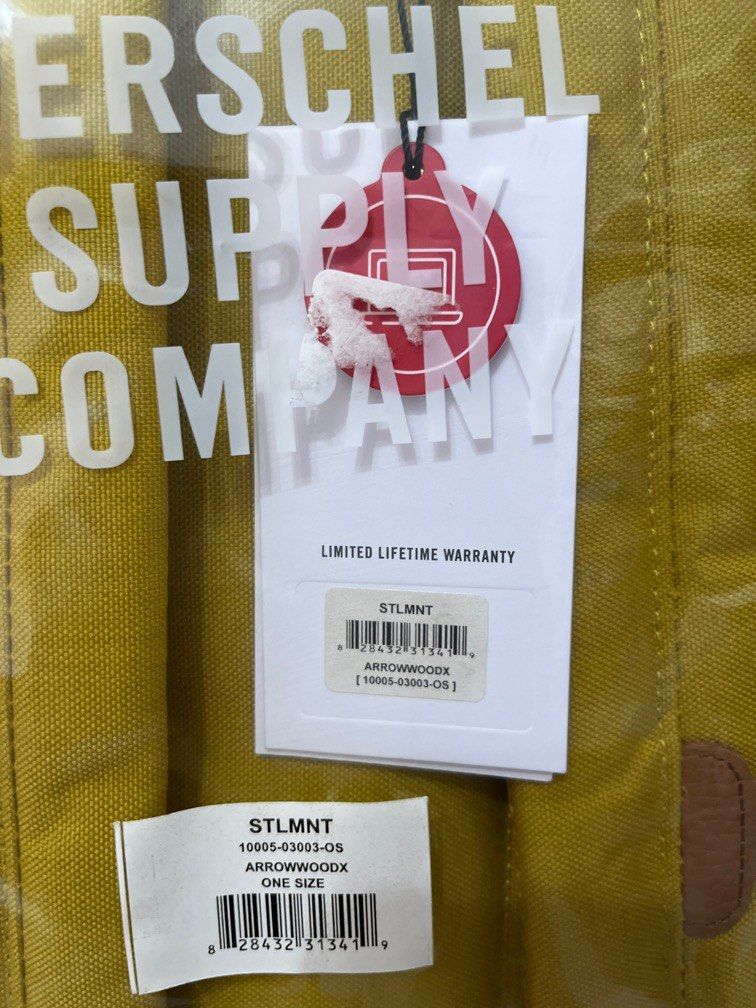 ERSCHEL
SUPPLY
COMPANY
LIMITED LIFETIME WARRANTY
STLMNT
8 28432 31341 9
ARROWWOODX
[ 10005-03003-OS ]
STLMNT
10005-03003-OS
ARROWWOODX
ONE SIZE
8 28432 31341 9